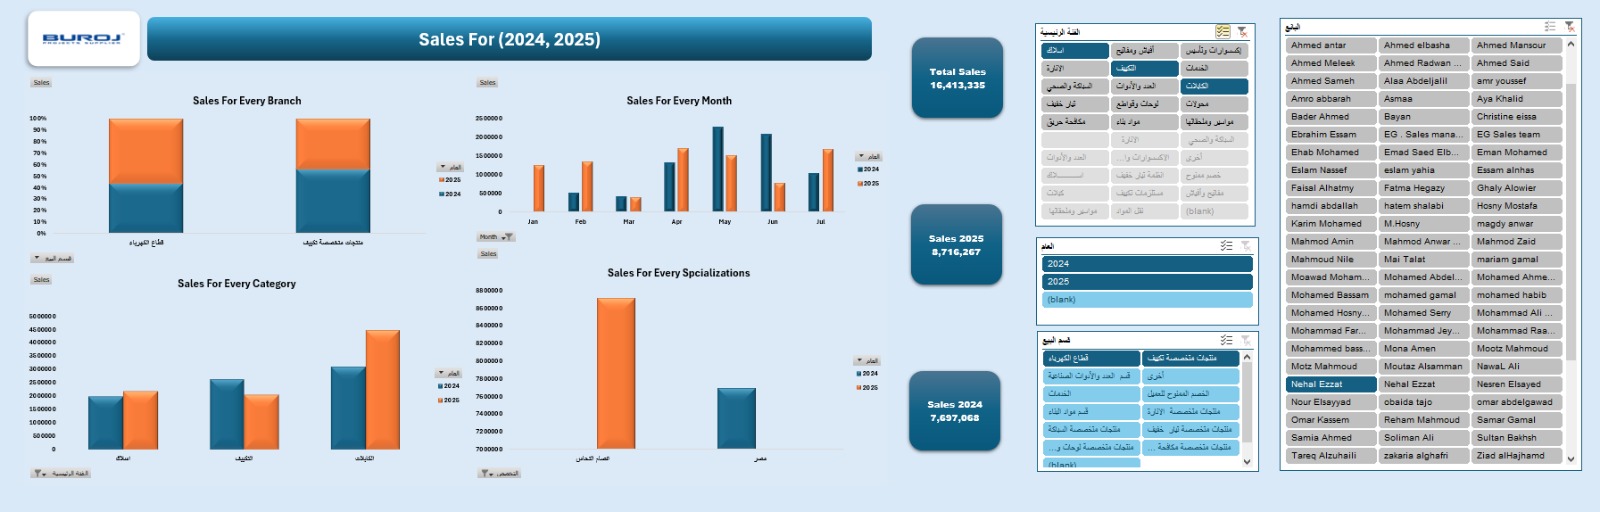 BUROJ
PROJECTS SUPPLIER
Sales For (2024, 2025)
Sales
Sales For Every Branch
100%
90%
80%
70%
60%
50%
40%
30%
20%
10%
0%
قطاع الكهرباء
منتجات متخصصة تكييف
العام
2025
2024
قسم البيع
Sales
Sales For Every Month
2500000
2000000
1500000
1000000
500000
0
Jan
Feb
Mar
Apr
May
Jun
Jul
العام
2024
2025
Month
Sales
Sales For Every Category
5000000
4500000
4000000
3500000
3000000
2500000
2000000
1500000
1000000
500000
0
اسلاك
التكييف
الكابلات
العام
2024
2025
الفئة الرئيسية
Sales
Sales For Every Spcializations
8800000
8600000
8400000
8200000
8000000
7800000
7600000
7400000
7200000
7000000
عصام النحاس
مصر
العام
2024
2025
التخصص
Total Sales
16,413,335
Sales 2025
8,716,267
Sales 2024
7,697,068
الفئة الرئيسية
اسلاك
أفياش ومفاتيح
إكسسوارات وتأسيس
الإنارة
التكييف
الخدمات
السباكة والصحي
العدد والأدوات
الكابلات
تيار خفيف
لوحات وقواطع
محولات
مكافحة حريق
مواد بناء
مواسير وملحقاتها
الإنارة
السباكة والصحي
العدد والأدوات
الإكسسوارات وا...
أخرى
اســـــلاك
انظمة تيار خفيف
خصم ممنوح
كبلات
مستلزمات تكييف
مفاتيح وأفياش
مواسير وملحقاتها
نقل المواد
(blank)
العام
2024
2025
(blank)
قسم البيع
قطاع الكهرباء
منتجات متخصصة تكييف
قسم العدد والأدوات الصناعية
أخرى
الخدمات
الخصم الممنوح للعميل
قسم مواد البناء
منتجات متخصصة الإنارة
منتجات متخصصة السباكة
منتجات متخصصة تيار خفيف
منتجات متخصصة لوحات و...
منتجات متخصصة مكافحة ...
(blank)
البائع
Ahmed antar
Ahmed elbasha
Ahmed Mansour
Ahmed Meleek
Ahmed Radwan ...
Ahmed Said
Ahmed Sameh
Alaa Abdeljalil
amr youssef
Amro abbarah
Asmaa
Aya Khalid
Bader Ahmed
Bayan
Christine eissa
Ebrahim Essam
EG . Sales mana...
EG Sales team
Ehab Mohamed
Emad Saed Elb...
Eman Mohamed
Eslam Nassef
eslam yahia
Essam alnhas
Faisal Alhatmy
Fatma Hegazy
Ghaly Alowier
hamdi abdallah
hatem shalabi
Hosny Mostafa
Karim Mohamed
M.Hosny
magdy anwar
Mahmod Amin
Mahmod Anwar ...
Mahmod Zaid
Mahmoud Nile
Mai Talat
mariam gamal
Moawad Moham...
Mohamed Abdel...
Mohamed Ahme...
Mohamed Bassam
mohamed gamal
mohamed habib
Mohamed Hosny...
Mohamed Serry
Mohammad Ali ...
Mohammad Far...
Mohammad Jey...
Mohammad Raa...
Mohammed bass...
Mona Amen
Mootz Mahmoud
Motz Mahmoud
Moutaz Alsamman
NawaL Ali
Nehal Ezzat
Nehal Ezzat
Nesren Elsayed
Nour Elsayyad
obaida tajo
omar abdelgawad
Omar Kassem
Reham Mahmoud
Samar Gamal
Samia Ahmed
Soliman Ali
Sultan Bakhsh
Tareq Alzuhaili
zakaria alghafri
Ziad alHajhamd